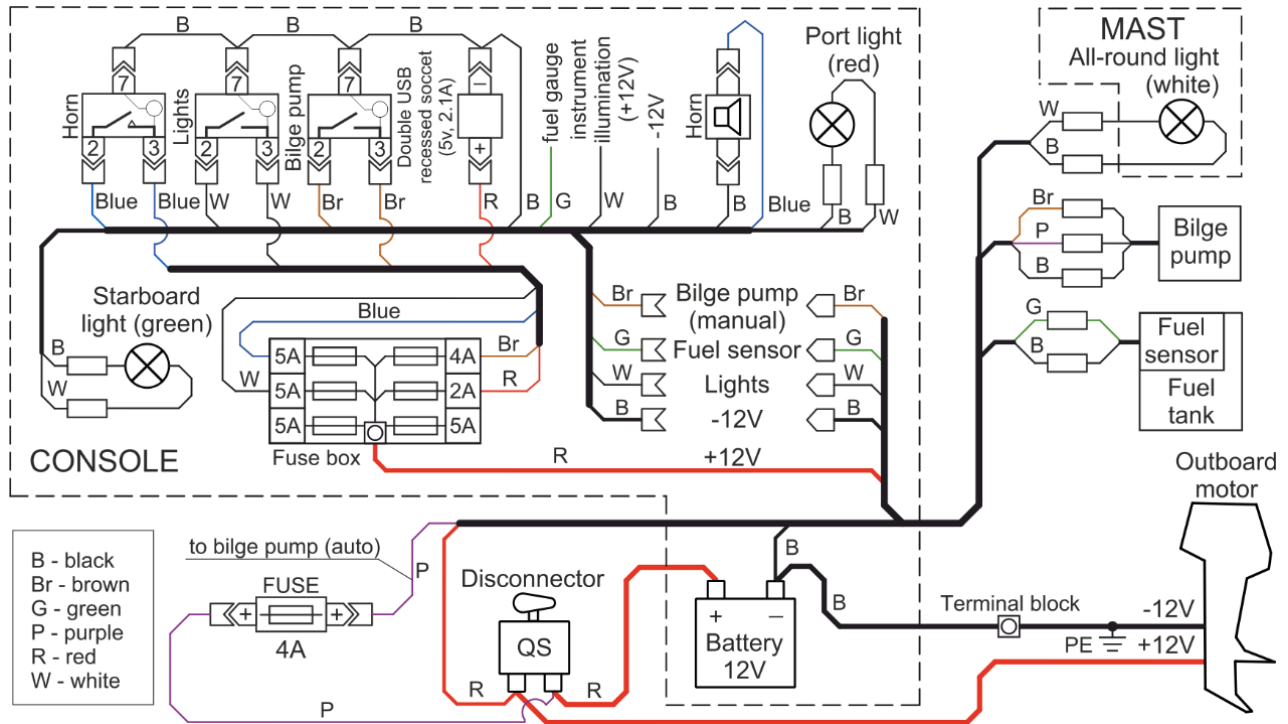 B
B
B
7
7
7
–
+
Horn
2
3
Lights
2
3
Bilge pump
2
3
Double USB
recessed soccet
(5v, 2.1A)
fuel gauge
instrument
illumination
(+12V)
-12V
Horn
Port light
(red)
MAST
All-round light
(white)
W
B
Blue
Blue
W
W
Br
Br
R
B
G
W
B
B
Blue
B
W
Br
P
B
Bilge
pump
Starboard
light (green)
B
W
Blue
W
5A
4A
Br
5A
2A
R
5A
5A
Fuse box
Br
Bilge pump
(manual)
Br
G
Fuel sensor
G
W
Lights
W
B
-12V
B
R
+12V
G
B
Fuel
sensor
Fuel
tank
CONSOLE
Outboard
motor
B - black
Br - brown
G - green
P - purple
R - red
W - white
to bilge pump (auto)
P
FUSE
+
+
4A
P
Disconnector
QS
R
R
B
+
–
Battery
12V
B
Terminal block
PE
-12V
+12V